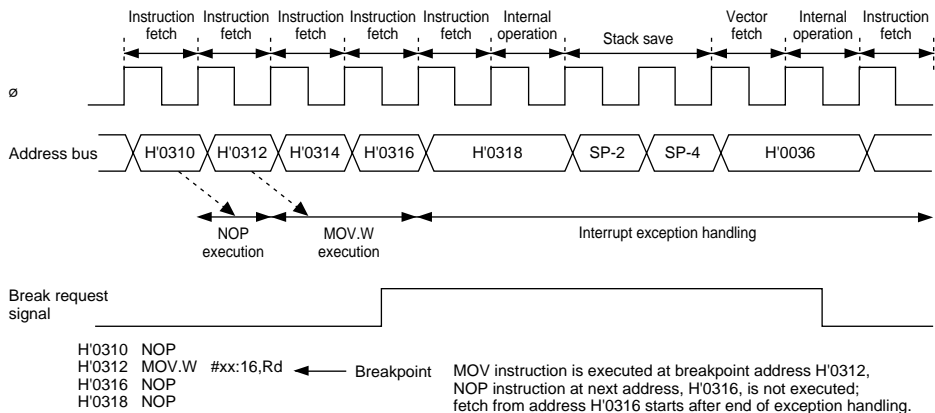 Instruction Instruction Instruction Instruction Instruction Internal Vector Internal Instruction
fetch fetch fetch fetch fetch operation Stack save fetch operation fetch
ø
Address bus H'0310 H'0312 H'0314 H'0316 H'0318 SP-2 SP-4 H'0036
NOP MOV.W Interrupt exception handling
execution execution
Break request
signal
H'0310 NOP
H'0312 MOV.W #xx:16,Rd Breakpoint MOV instruction is executed at breakpoint address H'0312,
H'0316 NOP NOP instruction at next address, H'0316, is not executed;
H'0318 NOP fetch from address H'0316 starts after end of exception handling.